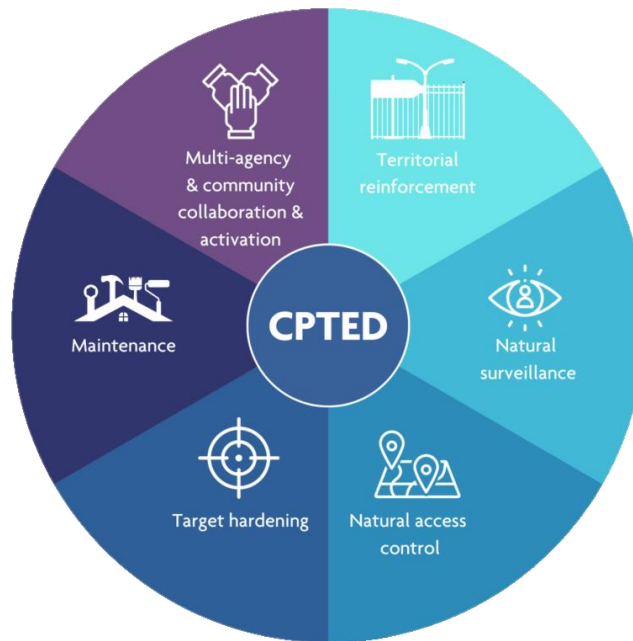 Multi-agency
& community
collaboration &
activation
Territorial
reinforcement
Maintenance
CPTED
Natural
surveillance
Target hardening
Natural access
control